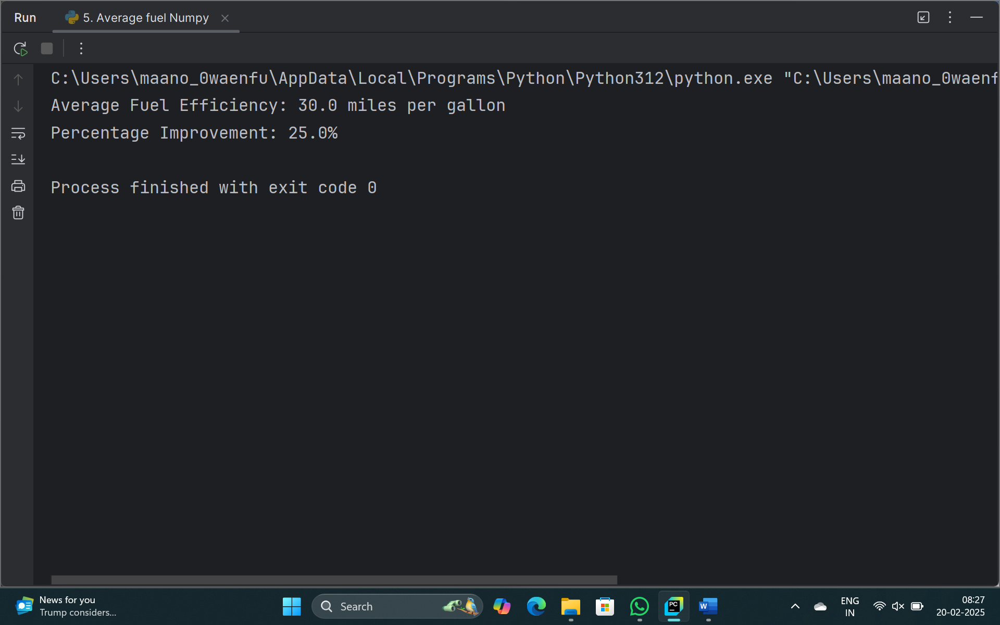 Run
5. Average fuel Numpy
C:\Users\maano_0waenfu\AppData\Local\Programs\Python\Python312\python.exe "C:\Users\maano_0waenf
Average Fuel Efficiency: 30.0 miles per gallon
Percentage Improvement: 25.0%
Process finished with exit code 0
News for you
Trump considers...
Search
PC
W
ENG
IN
08:27
20-02-2025